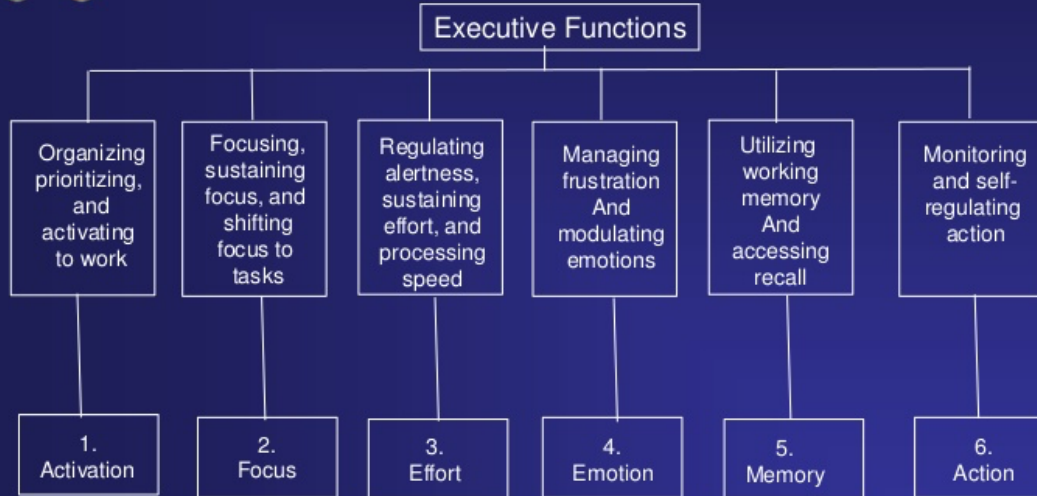 Executive Functions
Organizing
prioritizing,
and
activating
to work
Focusing,
sustaining
focus, and
shifting
focus to
tasks
Regulating
alertness,
sustaining
effort, and
processing
speed
Managing
frustration
And
modulating
emotions
Utilizing
working
memory
And
accessing
recall
Monitoring
and self-
regulating
action
1.
Activation
2.
Focus
3.
Effort
4.
Emotion
5.
Memory
6.
Action